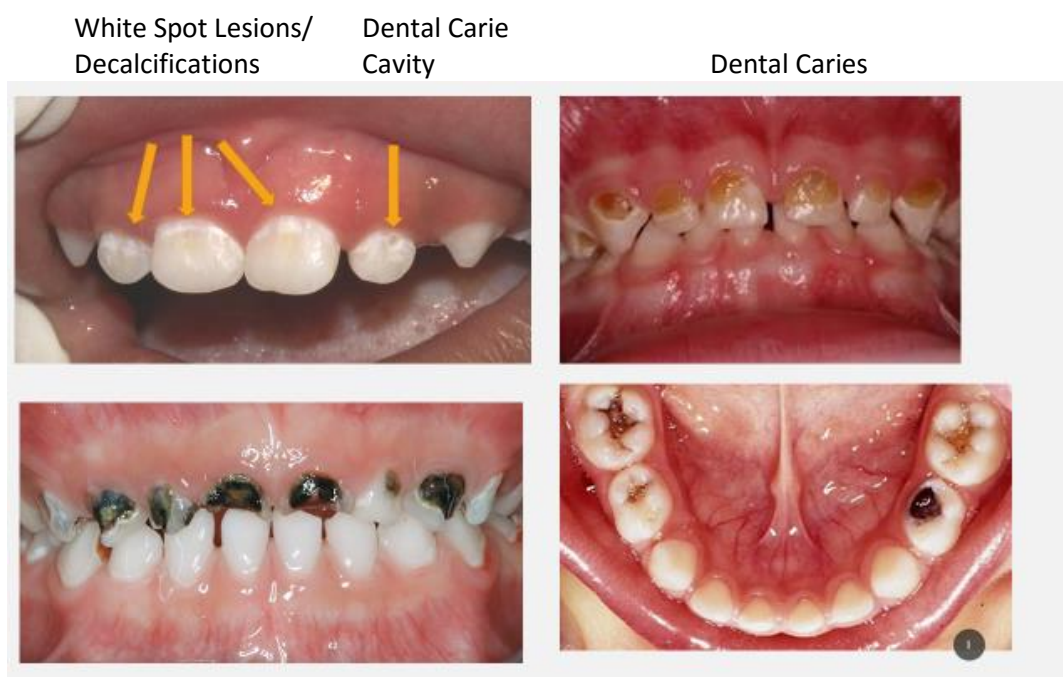 White Spot Lesions/
Decalcifications
Dental Carie
Cavity
Dental Caries